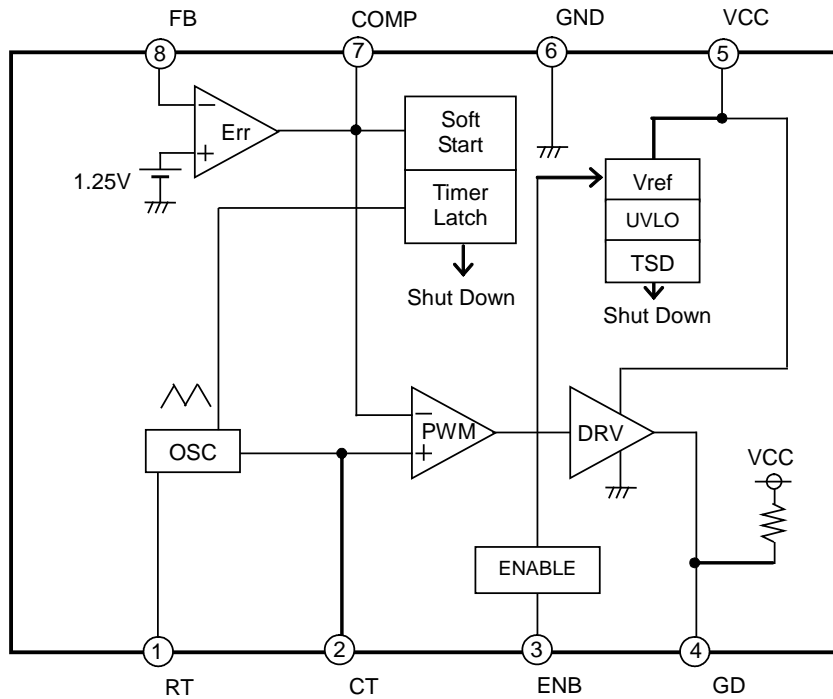 FB COMP GND VCC
8 7 6 5
Err
1.25V
Soft
Start
Timer
Latch
Shut Down
Vref
UVLO
TSD
Shut Down
OSC
PWM
DRV
VCC
ENABLE
1 2 3 4
RT CT ENB GD